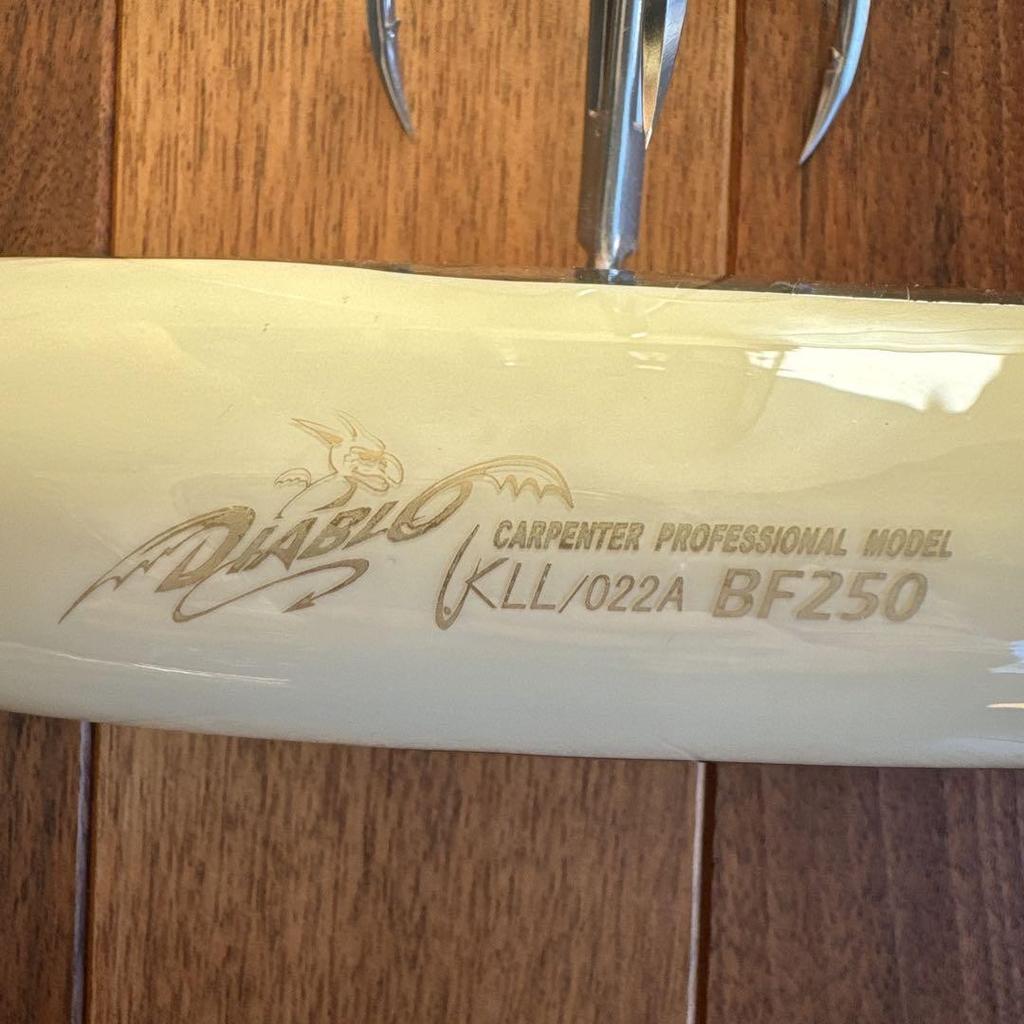 DIABLO
CARPENTER PROFESSIONAL MODEL
KLL/022A BF250